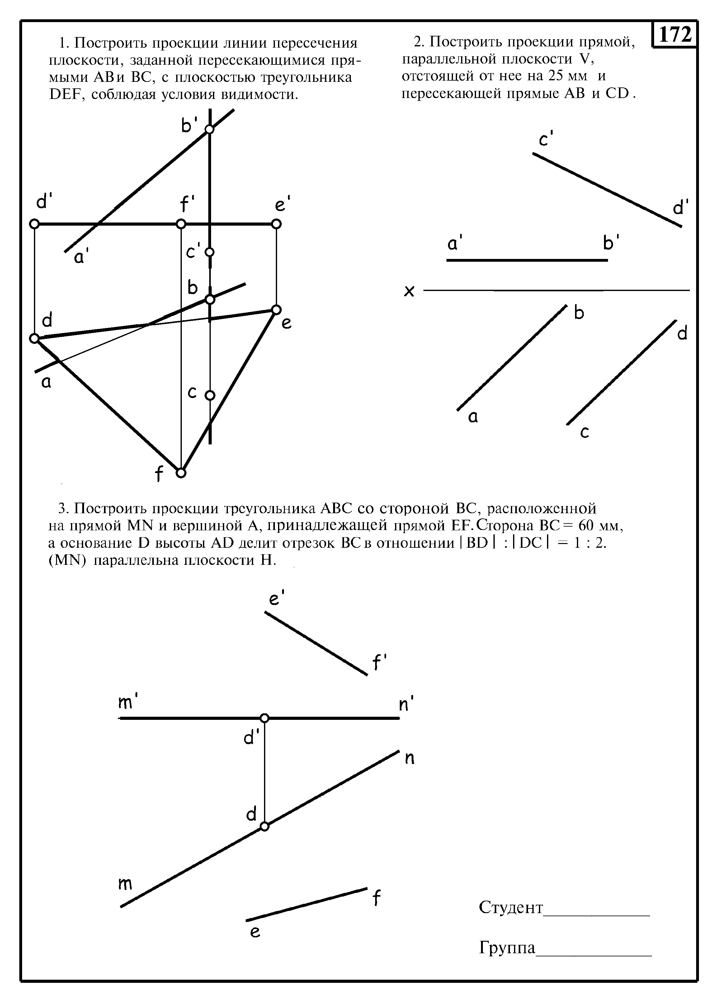 172
1. Построить проекции линии пересечения
плоскости, заданной пересекающимися пря-
мыми AB и BC, с плоскостью треугольника
DEF, соблюдая условия видимости.
2. Построить проекции прямой,
параллельной плоскости V,
отстоящей от нее на 25 мм и
пересекающей прямые AB и CD .
b'
d'
f'
e'
c'
a'
b
d
e
a
c
f
c'
d'
a'
b'
x
b
d
a
c
3. Построить проекции треугольника ABC со стороной BC, расположенной
на прямой MN и вершиной A, принадлежащей прямой EF. Сторона BC = 60 мм,
а основание D высоты AD делит отрезок BC в отношении |BD| : |DC| = 1 : 2.
(MN) параллельна плоскости H.
e'
f'
m'
n'
d'
n
d
m
f
e
Студент____________
Группа_____________